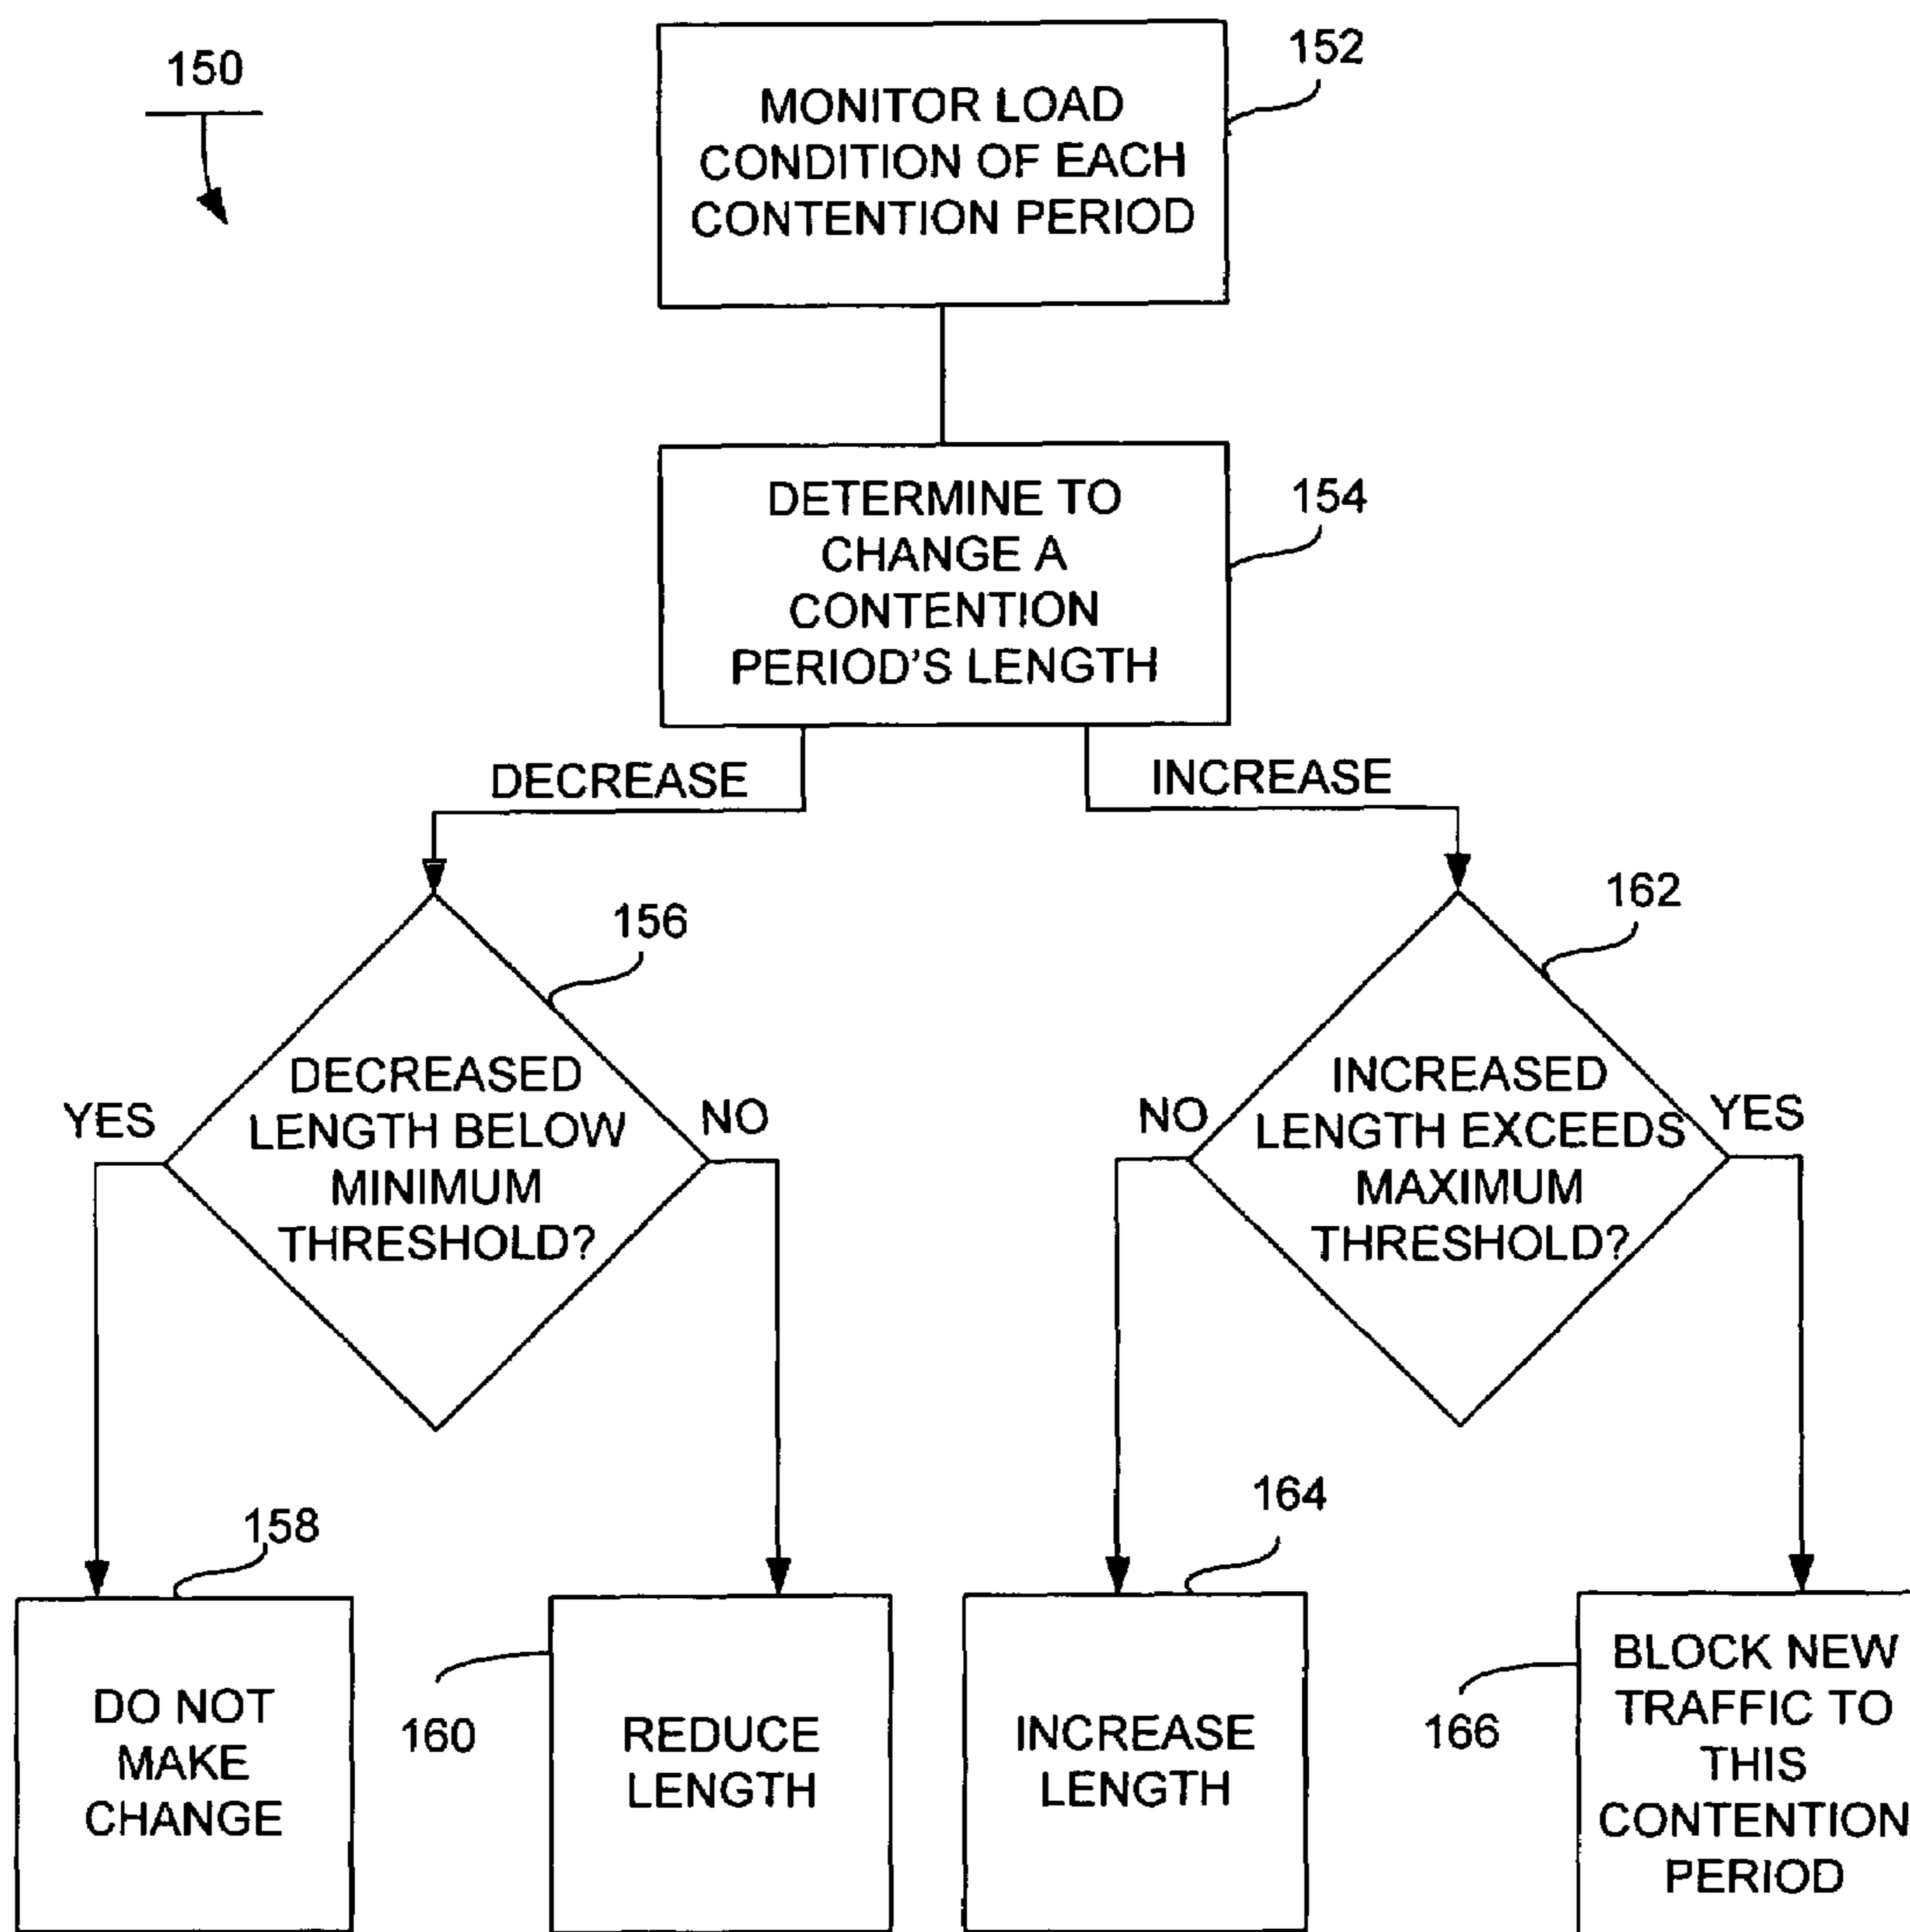 150
152
MONITOR LOAD
CONDITION OF EACH
CONTENTION PERIOD
154
DETERMINE TO
CHANGE A
CONTENTION
PERIOD'S LENGTH
DECREASE
INCREASE
156
162
DECREASED
LENGTH BELOW
MINIMUM
THRESHOLD?
YES
NO
INCREASED
LENGTH EXCEEDS
MAXIMUM
THRESHOLD?
NO
YES
158
164
DO NOT
MAKE
CHANGE
160
REDUCE
LENGTH
INCREASE
LENGTH
166
BLOCK NEW
TRAFFIC TO
THIS
CONTENTION
PERIOD